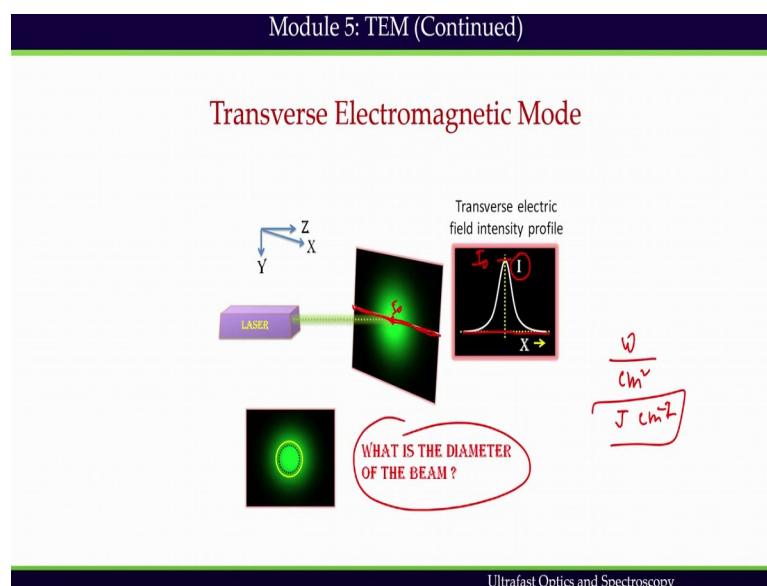 Module 5: TEM (Continued)
Transverse Electromagnetic Mode
Transverse electric
field intensity profile
Z
X
Y
I₀
I
I₀
LASER
X →
W
cm²
J cm⁻²
WHAT IS THE DIAMETER
OF THE BEAM ?
Ultrafast Optics and Spectroscopy